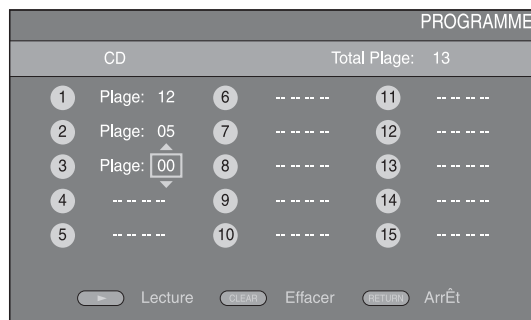 PROGRAMME
CD Total Plage: 13
1 Plage: 12 6 -- -- -- -- 11 -- -- -- --
2 Plage: 05 7 -- -- -- -- 12 -- -- -- --
3 Plage: 00 8 -- -- -- -- 13 -- -- -- --
4 -- -- -- -- 9 -- -- -- -- 14 -- -- -- --
5 -- -- -- -- 10 -- -- -- -- 15 -- -- -- --
Lecture CLEAR Effacer RETURN ArrÊt